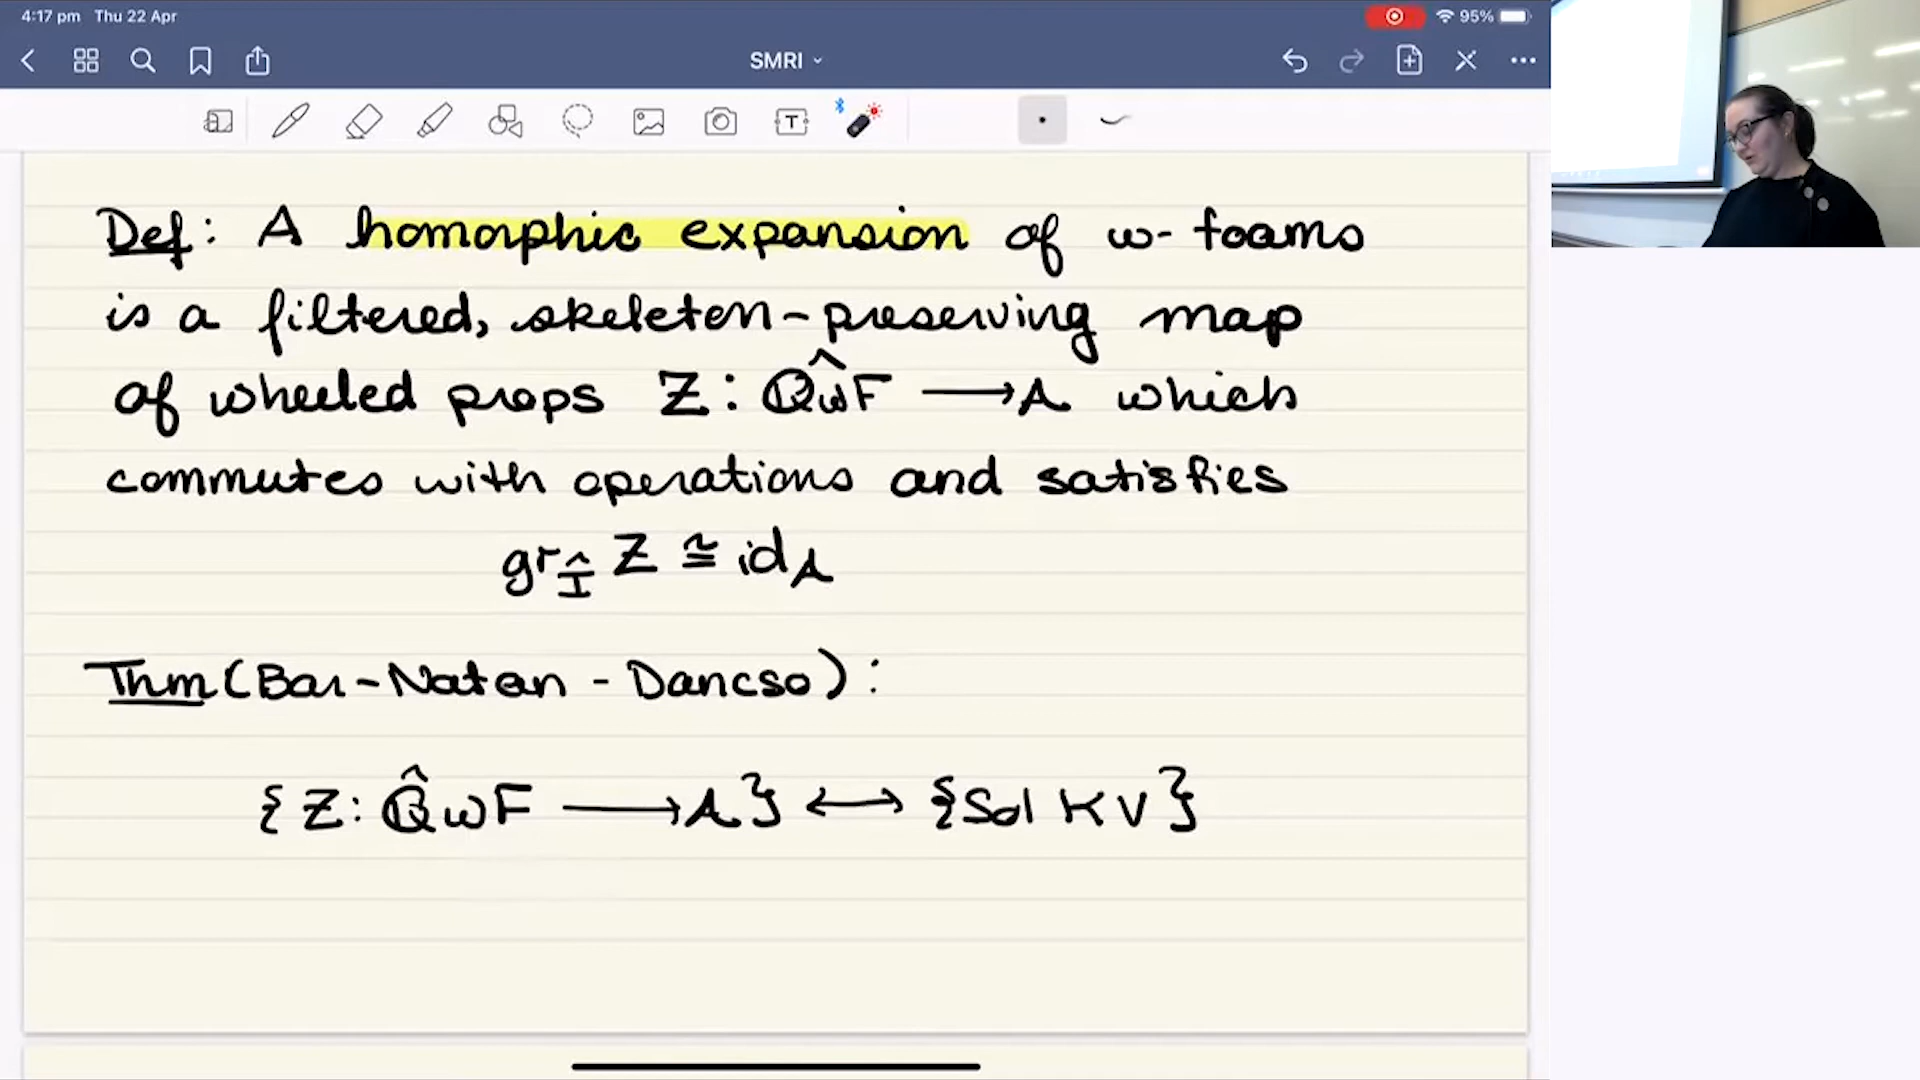 4:17 pm Thu 22 Apr
95%
SMRI
T
Def: A homorphic expansion of w-foams
is a filtered, skeleton-preserving map
of wheeled props Z : Q̂wF ⟶ A which
commutes with operations and satisfies
gr_Î Z ≅ id_A
Thm (Bar-Natan - Dancso):
{Z: Q̂wF ⟶ A} ⟷ {Sol KV}